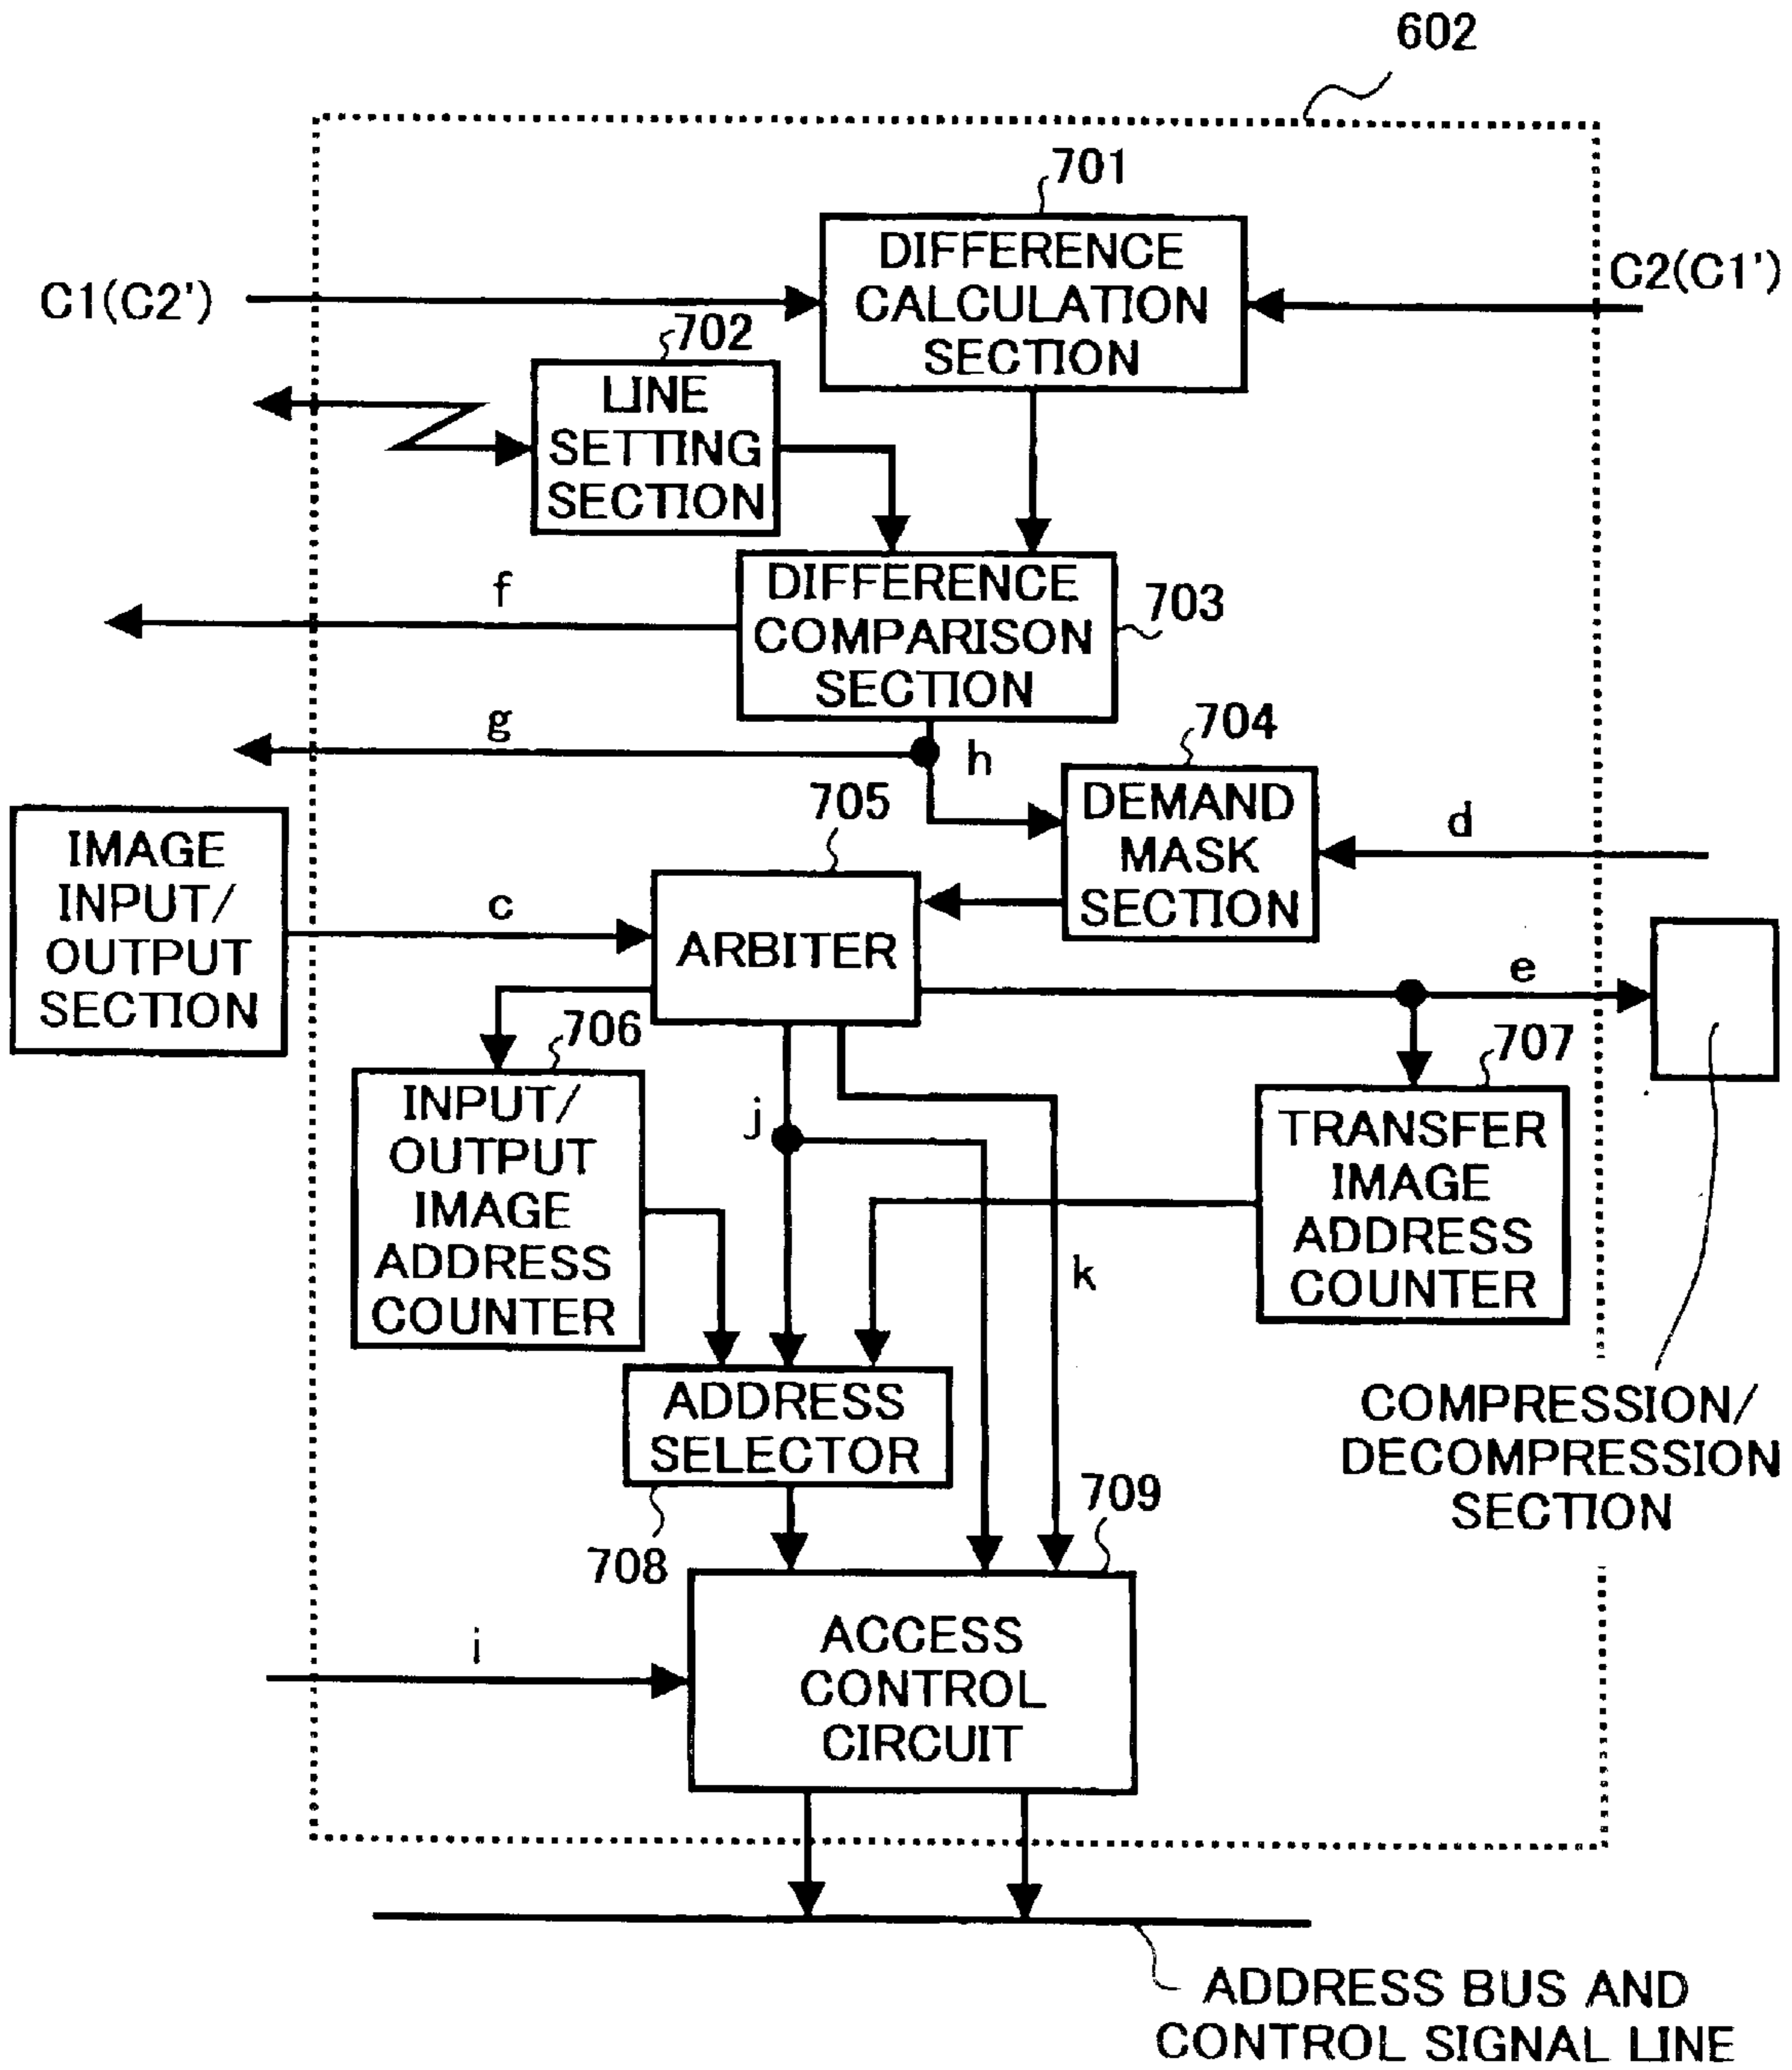 602
701
DIFFERENCE
CALCULATION
SECTION
C1(C2')
C2(C1')
702
LINE
SETTING
SECTION
f
DIFFERENCE
COMPARISON
SECTION
703
g
h
704
DEMAND
MASK
SECTION
d
705
IMAGE
INPUT/
OUTPUT
SECTION
c
ARBITER
e
706
707
INPUT/
OUTPUT
IMAGE
ADDRESS
COUNTER
j
k
TRANSFER
IMAGE
ADDRESS
COUNTER
ADDRESS
SELECTOR
COMPRESSION/
DECOMPRESSION
SECTION
708
709
i
ACCESS
CONTROL
CIRCUIT
ADDRESS BUS AND
CONTROL SIGNAL LINE